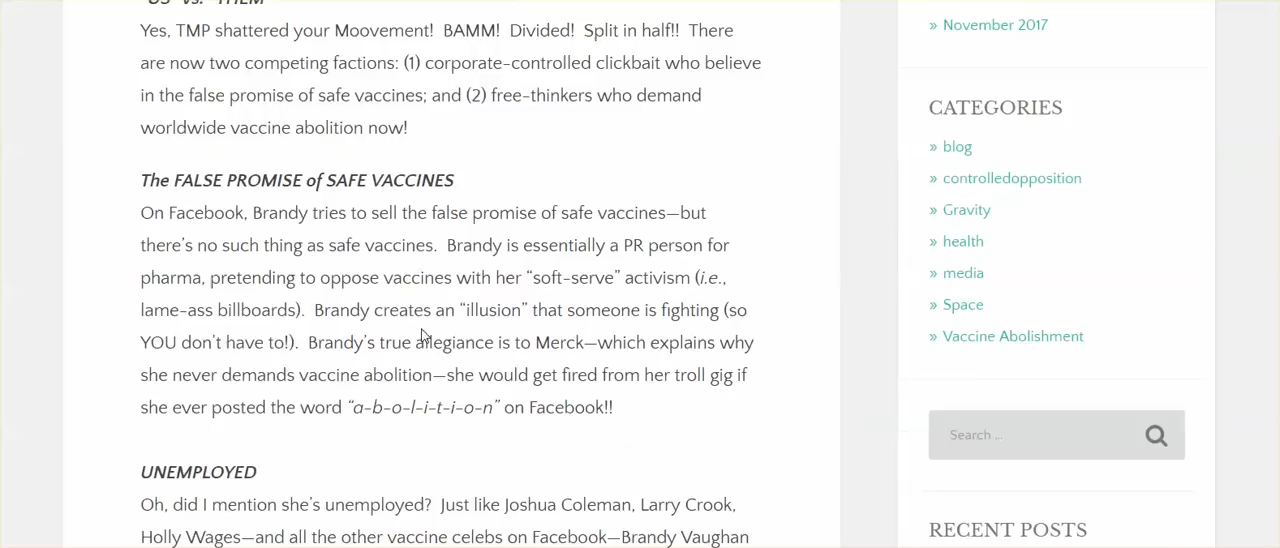 "US" vs. "THEM"
Yes, TMP shattered your Moovement!  BAMM!  Divided!  Split in half!!  There
are now two competing factions: (1) corporate-controlled clickbait who believe
in the false promise of safe vaccines; and (2) free-thinkers who demand
worldwide vaccine abolition now!
The FALSE PROMISE of SAFE VACCINES
On Facebook, Brandy tries to sell the false promise of safe vaccines—but
there's no such thing as safe vaccines.  Brandy is essentially a PR person for
pharma, pretending to oppose vaccines with her “soft-serve” activism (i.e.,
lame-ass billboards).  Brandy creates an “illusion” that someone is fighting (so
YOU don't have to!).  Brandy's true allegiance is to Merck—which explains why
she never demands vaccine abolition—she would get fired from her troll gig if
she ever posted the word “a-b-o-l-i-t-i-o-n” on Facebook!!
UNEMPLOYED
Oh, did I mention she's unemployed?  Just like Joshua Coleman, Larry Crook,
Holly Wages—and all the other vaccine celebs on Facebook—Brandy Vaughan
» November 2017
CATEGORIES
» blog
» controlledopposition
» Gravity
» health
» media
» Space
» Vaccine Abolishment
Search ...
RECENT POSTS